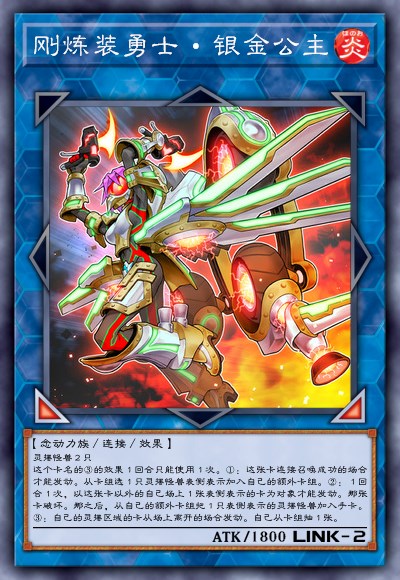 刚炼装勇士·银金公主
炎
ほのお
【念动力族/连接/效果】
灵摆怪兽2只
这个卡名的③的效果1回合只能使用1次。①:这张卡连接召唤成功的场合
才能发动。从卡组选1只灵摆怪兽表侧表示加入自己的额外卡组。②:1回
合1次,以这张卡以外的自己场上1张表侧表示的卡为对象才能发动。那张
卡破坏。那之后,从自己的额外卡组把1只表侧表示的灵摆怪兽加入手卡。
③:自己的灵摆区域的卡从场上离开的场合发动。自己从卡组抽1张。
ATK/1800 LINK-2